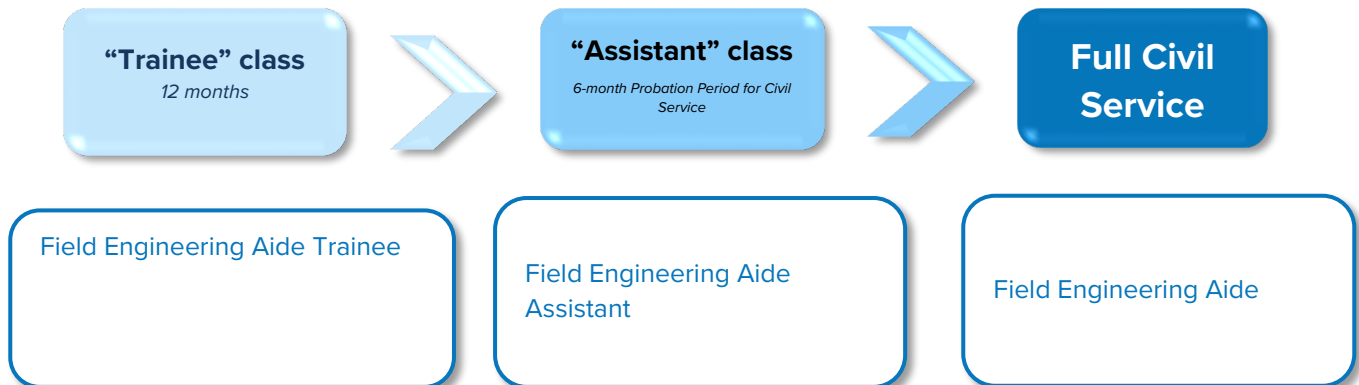 “Trainee” class
12 months
“Assistant” class
6-month Probation Period for Civil
Service
Full Civil
Service
Field Engineering Aide Trainee
Field Engineering Aide
Assistant
Field Engineering Aide